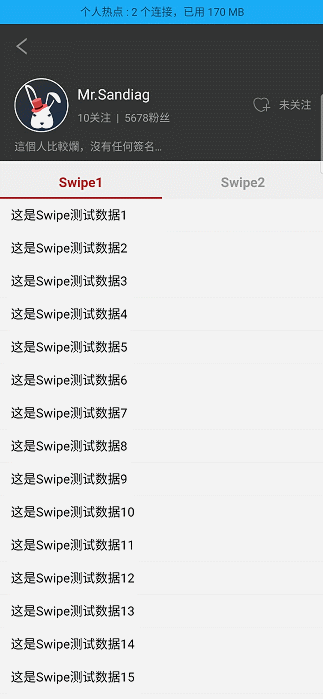 个人热点 : 2 个连接，已用 170 MB
Mr.Sandiag
10关注 | 5678粉丝
未关注
這個人比較爛，沒有任何簽名...
Swipe1 Swipe2
这是Swipe测试数据1
这是Swipe测试数据2
这是Swipe测试数据3
这是Swipe测试数据4
这是Swipe测试数据5
这是Swipe测试数据6
这是Swipe测试数据7
这是Swipe测试数据8
这是Swipe测试数据9
这是Swipe测试数据10
这是Swipe测试数据11
这是Swipe测试数据12
这是Swipe测试数据13
这是Swipe测试数据14
这是Swipe测试数据15